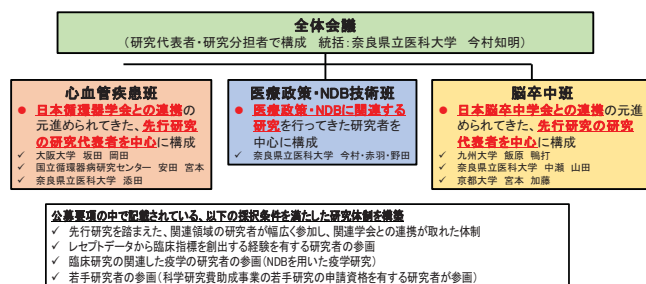 全体会議
(研究代表者・研究分担者で構成 統括:奈良県立医科大学 今村知明)
心血管疾患班
● 日本循環器学会との連携の
元進められてきた、先行研究
の研究代表者を中心に構成
✓ 大阪大学 坂田 岡田
✓ 国立循環器病研究センター 安田 宮本
✓ 奈良県立医科大学 添田
医療政策・NDB技術班
● 医療政策・NDBに関連する
研究を行ってきた研究者を
中心に構成
✓ 奈良県立医科大学 今村・赤羽・野田
脳卒中班
● 日本脳卒中学会との連携の元進
められてきた、先行研究の研究
代表者を中心に構成
✓ 九州大学 飯原 鴨打
✓ 奈良県立医科大学 中瀬 山田
✓ 京都大学 宮本 加藤
公募要項の中で記載されている、以下の採択条件を満たした研究体制を構築
✓ 先行研究を踏まえた、関連領域の研究者が幅広く参加し、関連学会との連携が取れた体制
✓ レセプトデータから臨床指標を創出する経験を有する研究者の参画
✓ 臨床研究の関連した疫学の研究者の参画(NDBを用いた疫学研究)
✓ 若手研究者の参画(科学研究費助成事業の若手研究の申請資格を有する研究者が参画)